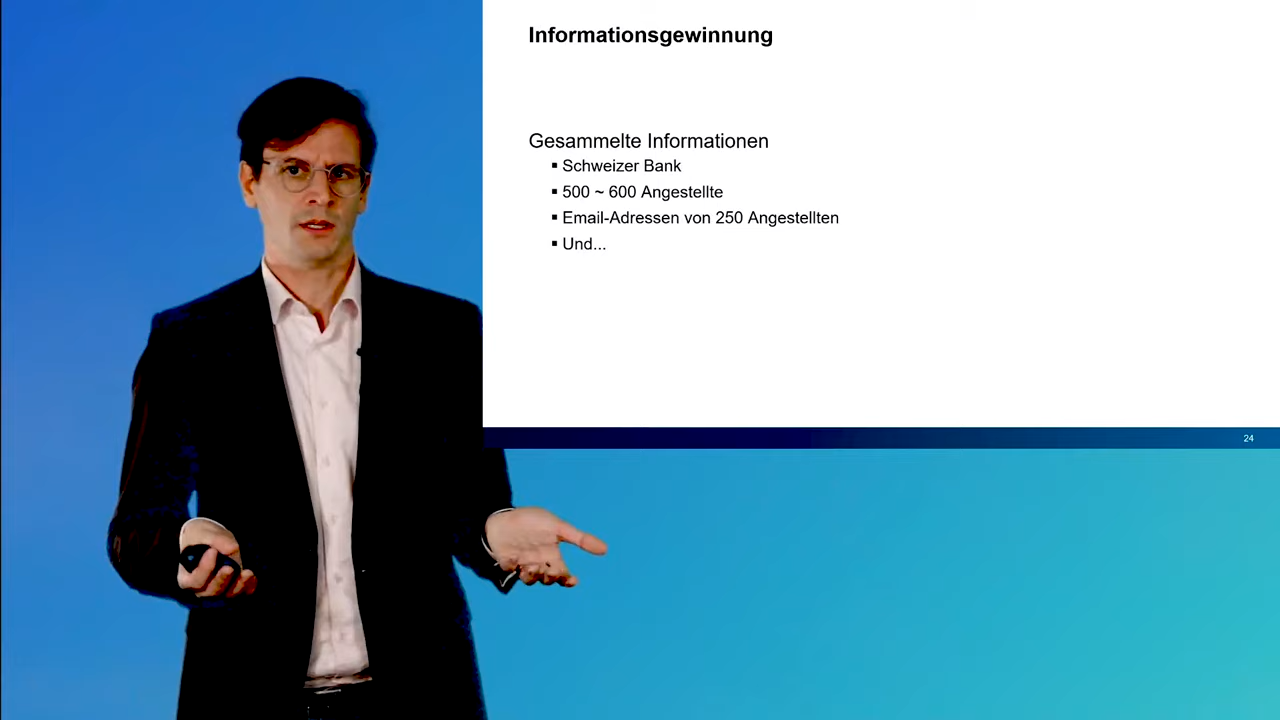 Informationsgewinnung
Gesammelte Informationen
▪ Schweizer Bank
▪ 500 ~ 600 Angestellte
▪ Email-Adressen von 250 Angestellten
▪ Und...
24